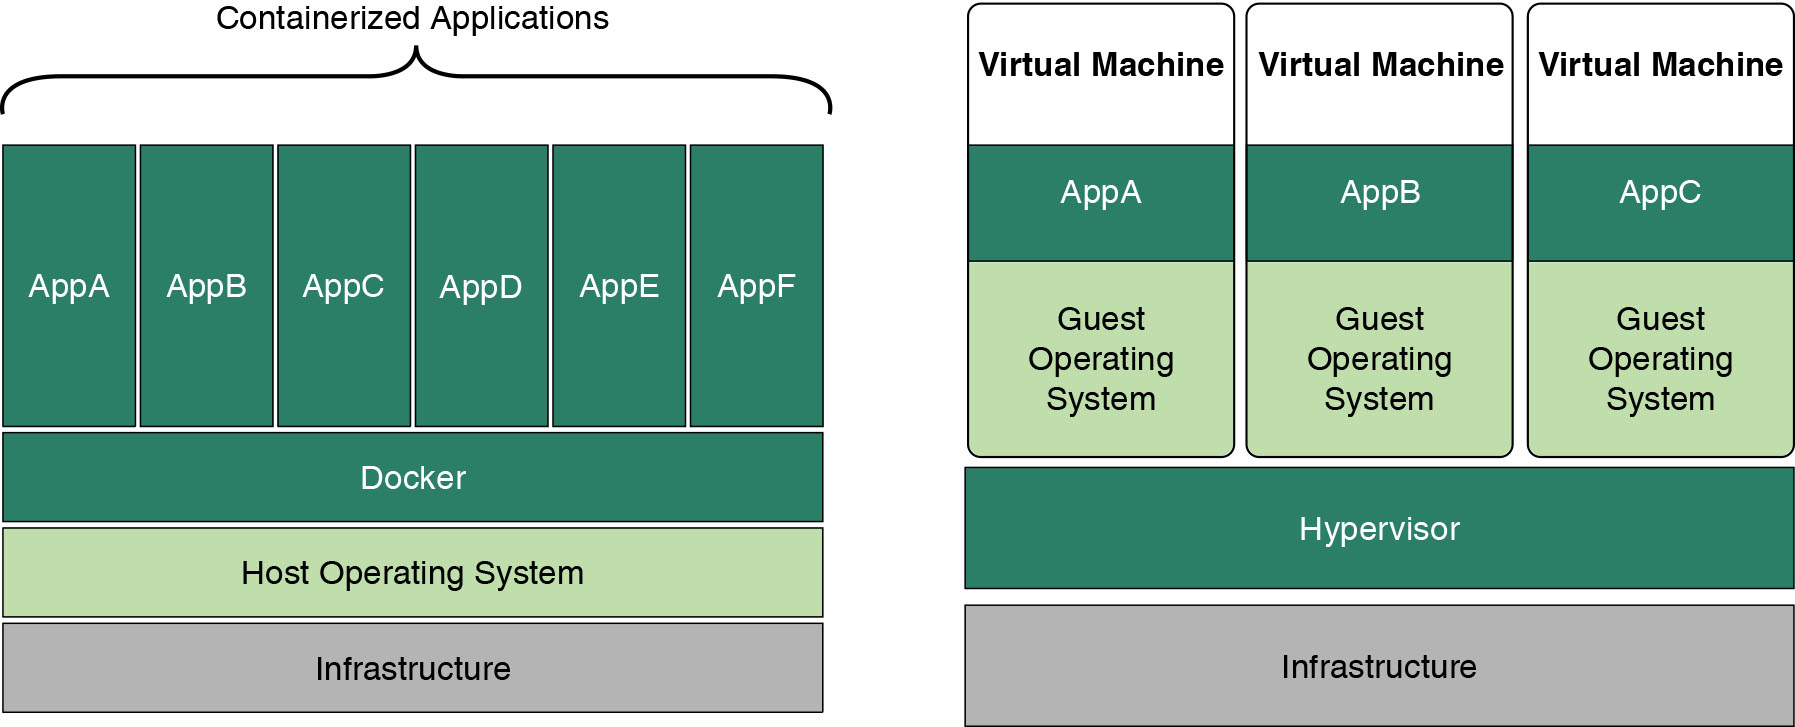 Containerized Applications
AppA
AppB
AppC
AppD
AppE
AppF
Docker
Host Operating System
Infrastructure
Virtual Machine
AppA
Guest
Operating
System
Virtual Machine
AppB
Guest
Operating
System
Virtual Machine
AppC
Guest
Operating
System
Hypervisor
Infrastructure